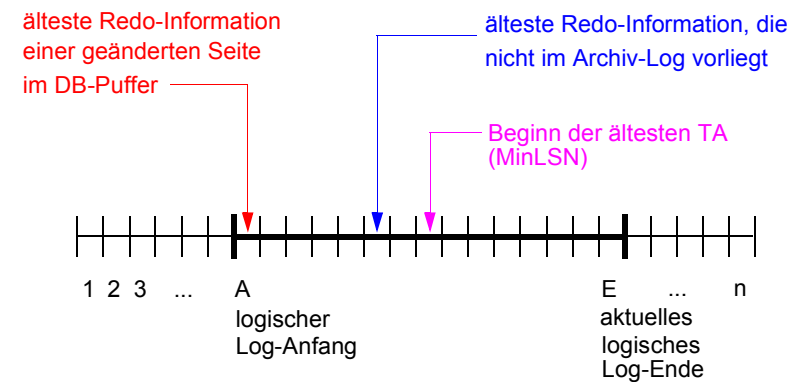 älteste Redo-Information
einer geänderten Seite
im DB-Puffer
älteste Redo-Information, die
nicht im Archiv-Log vorliegt
Beginn der ältesten TA
(MinLSN)
1 2 3 ... A E ... n
logischer
Log-Anfang
aktuelles
logisches
Log-Ende